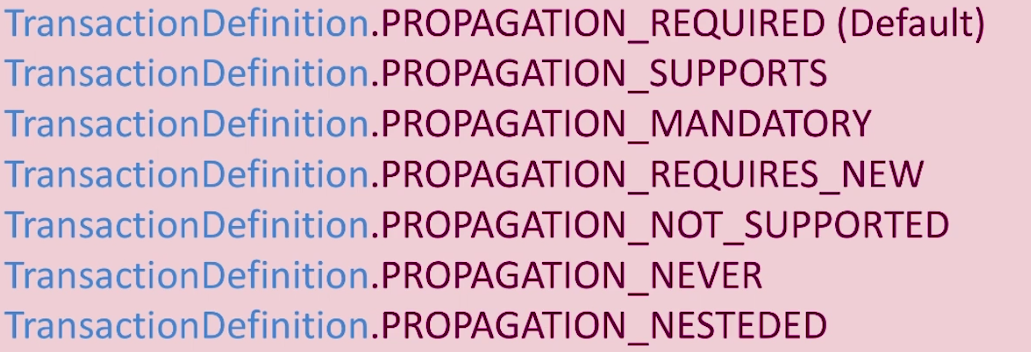 TransactionDefinition.PROPAGATION_REQUIRED (Default)
TransactionDefinition.PROPAGATION_SUPPORTS
TransactionDefinition.PROPAGATION_MANDATORY
TransactionDefinition.PROPAGATION_REQUIRES_NEW
TransactionDefinition.PROPAGATION_NOT_SUPPORTED
TransactionDefinition.PROPAGATION_NEVER
TransactionDefinition.PROPAGATION_NESTEDED